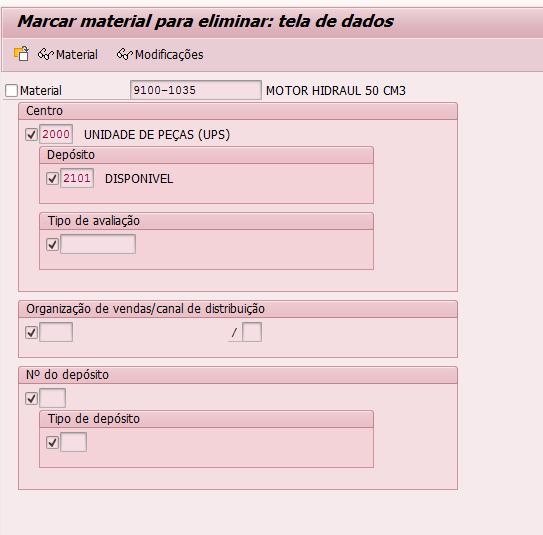 Marcar material para eliminar: tela de dados
Material Modificações
Material 9100-1035 MOTOR HIDRAUL 50 CM3
Centro
2000 UNIDADE DE PEÇAS (UPS)
Depósito
2101 DISPONIVEL
Tipo de avaliação
Organização de vendas/canal de distribuição
/
Nº do depósito
Tipo de depósito